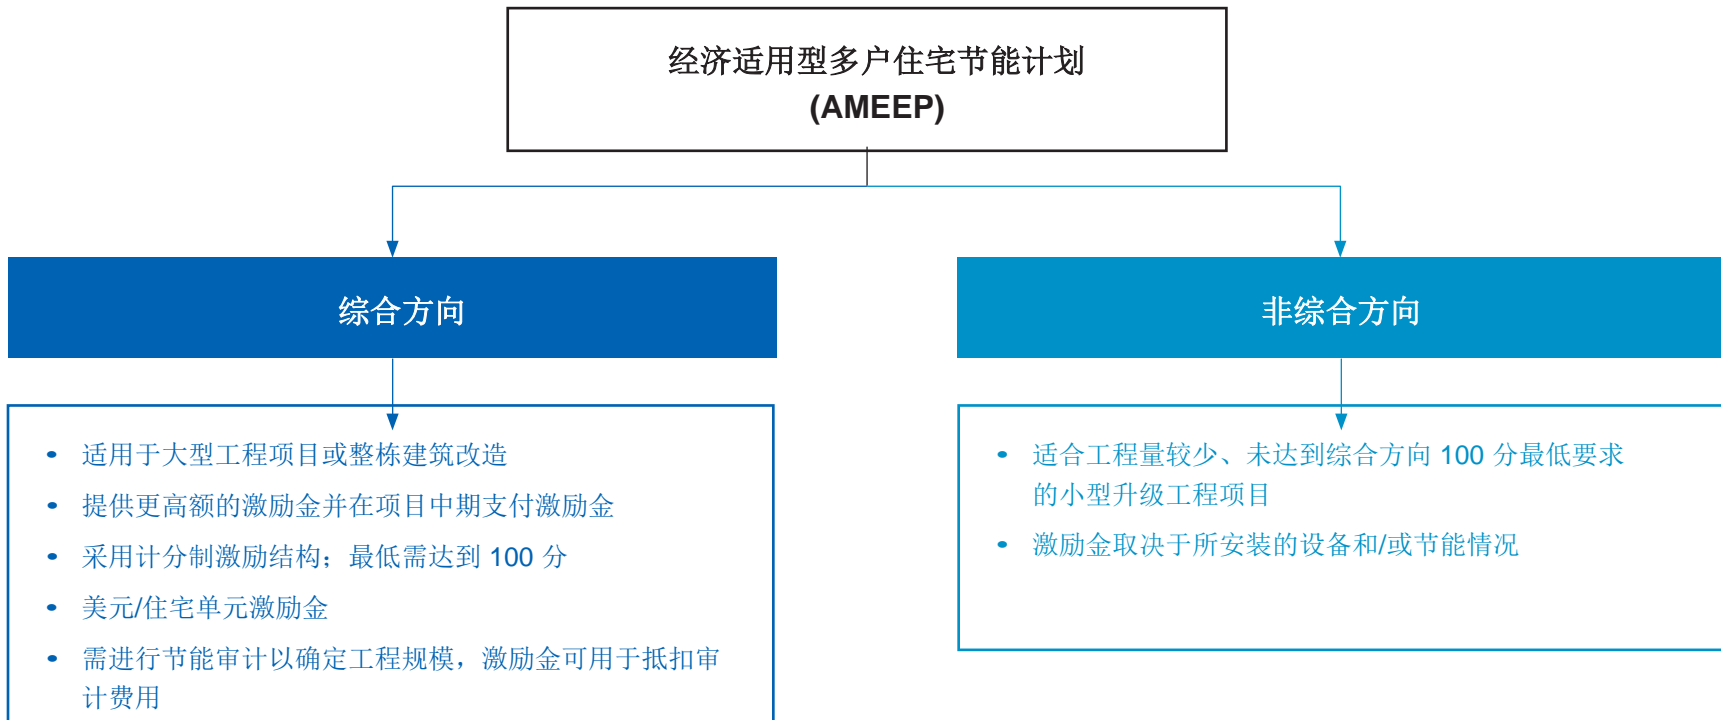 经济适用型多户住宅节能计划
(AMEEP)
综合方向
• 适用于大型工程项目或整栋建筑改造
• 提供更高额的激励金并在项目中期支付激励金
• 采用计分制激励结构；最低需达到 100 分
• 美元/住宅单元激励金
• 需进行节能审计以确定工程规模，激励金可用于抵扣审
计费用
非综合方向
• 适合工程量较少、未达到综合方向 100 分最低要求
的小型升级工程项目
• 激励金取决于所安装的设备和/或节能情况